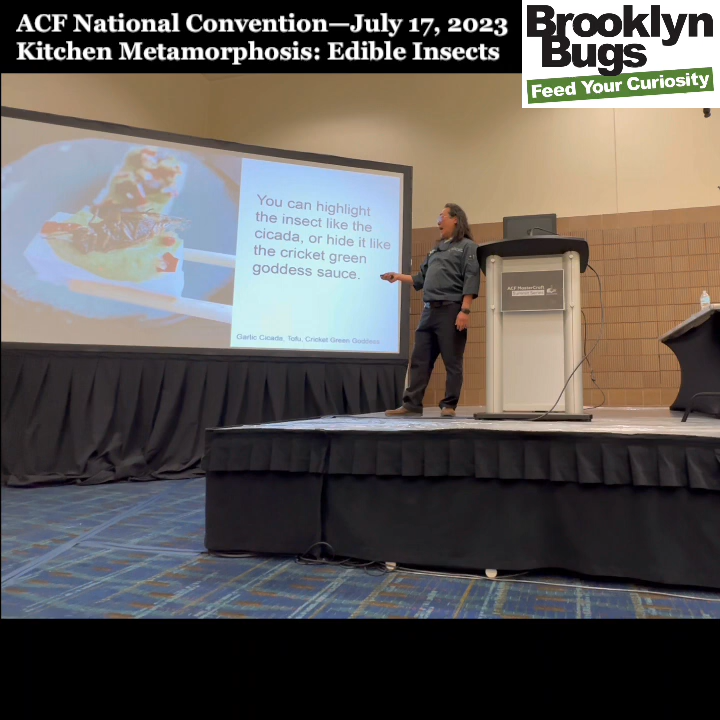 ACF National Convention—July 17, 2023
Kitchen Metamorphosis: Edible Insects
Brooklyn
Bugs
Feed Your Curiosity
You can highlight
the insect like the
cicada, or hide it like
the cricket green
goddess sauce.
Garlic Cicada, Tofu, Cricket Green Goddess
ACF MasterCraft